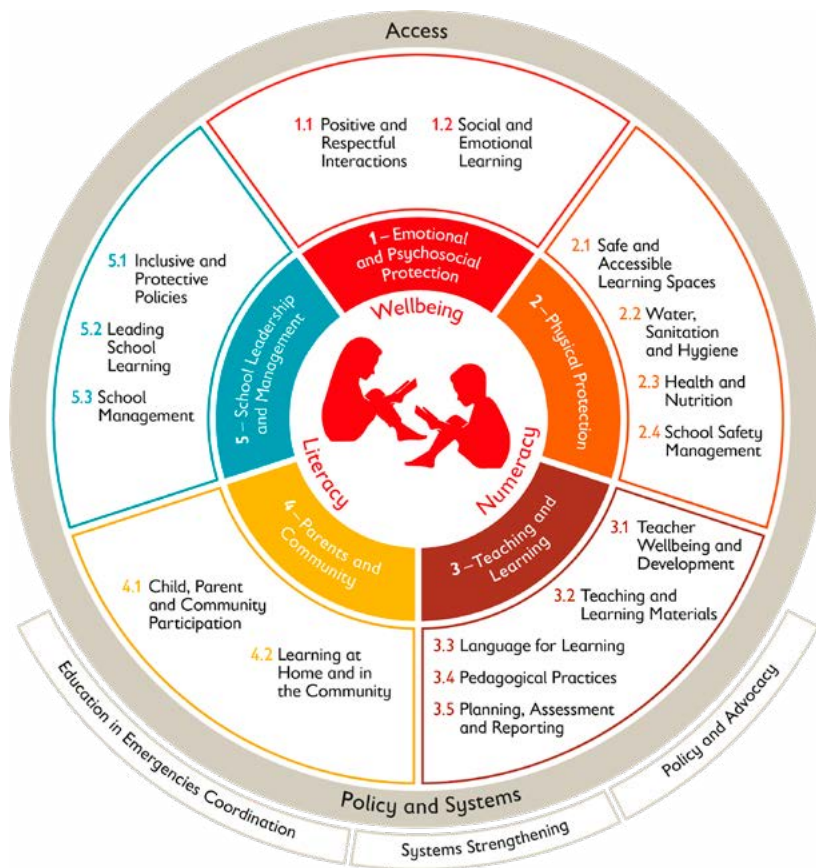 Access
1.1 Positive and
Respectful
Interactions
1.2 Social and
Emotional
Learning
1 – Emotional
and Psychosocial
Protection
2.1 Safe and
Accessible
Learning Spaces
2.2 Water,
Sanitation
and Hygiene
2.3 Health and
Nutrition
2.4 School Safety
Management
2 – Physical Protection
3.1 Teacher
Wellbeing and
Development
3.2 Teaching and
Learning Materials
3.3 Language for Learning
3.4 Pedagogical Practices
3.5 Planning, Assessment
and Reporting
3 – Teaching and
Learning
4.1 Child, Parent
and Community
Participation
4.2 Learning at
Home and in
the Community
4 – Parents and
Community
5.1 Inclusive and
Protective
Policies
5.2 Leading
School
Learning
5.3 School
Management
5 – School Leadership
and Management
Wellbeing
Literacy
Numeracy
Policy and Systems
Education in Emergencies Coordination
Systems Strengthening
Policy and Advocacy